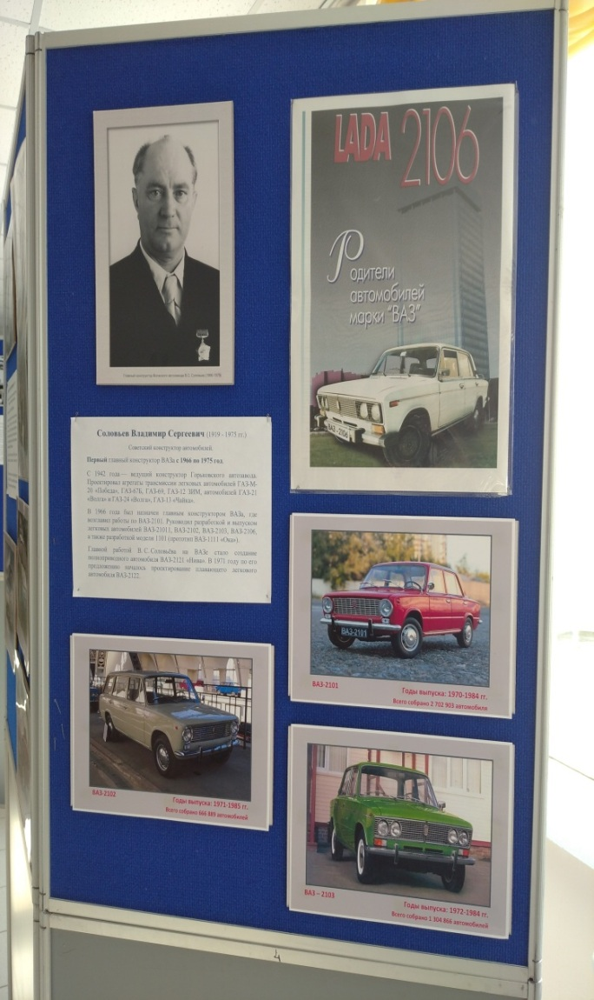 LADA 2106
Родители
автомобилей
марки "ВАЗ"
ВАЗ-2106
Главный конструктор Волжского автозавода В.С. Соловьев,
Соловьев Владимир Сергеевич (1919 - 1975 гг.)
Советский конструктор автомобилей.
Первый главный конструктор ВАЗа с 1966 по 1975 год.
С 1942 года — ведущий конструктор Горьковского автозавода.
Проектировал агрегаты трансмиссии легковых автомобилей ГАЗ-М-
20 «Победа», ГАЗ-67Б, ГАЗ-69, ГАЗ-12 ЗИМ, автомобилей ГАЗ-21
«Волга» и ГАЗ-24 «Волга», ГАЗ-13 «Чайка».
В 1966 года был назначен главным конструктором ВАЗа, где
возглавил работы по ВАЗ-2101. Руководил разработкой и выпуском
легковых автомобилей ВАЗ-21011, ВАЗ-2102, ВАЗ-2103, ВАЗ-2106,
а также разработкой модели 1101 (прототип ВАЗ-1111 «Ока»).
Главной работой В. С. Соловьёва на ВАЗе стало создание
полноприводного автомобиля ВАЗ-2121 «Нива». В 1971 году по его
предложению началось проектирование плавающего легкового
автомобиля ВАЗ-2122.
ВАЗ-2101
ВАЗ-2101
Годы выпуска: 1970-1984 гг.
Всего собрано 2 702 903 автомобиля
ВАЗ-2102
Годы выпуска: 1971-1985 гг.
Всего собрано 666 989 автомобилей
ВАЗ – 2103
Годы выпуска: 1972-1984 гг.
Всего собрано 1 304 866 автомобилей
4